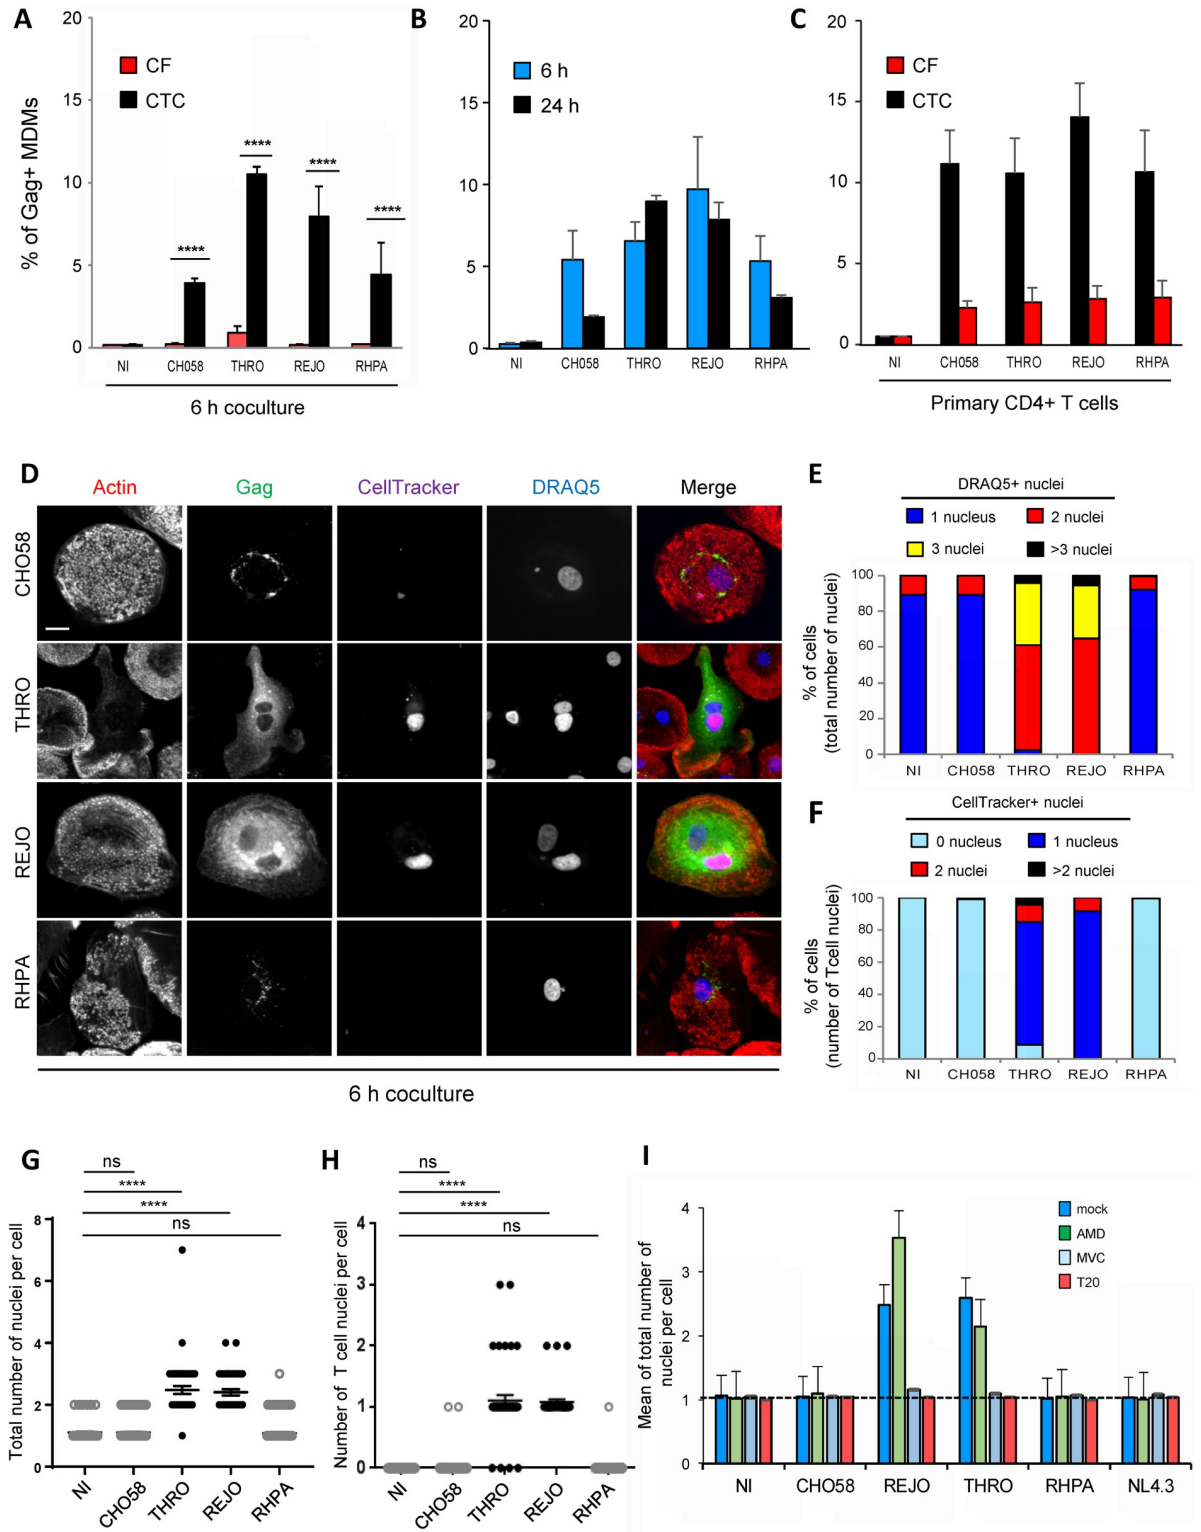 A
20
15
10
5
0
% of Gag+ MDMs
CF
CTC
****
****
****
****
NI CH058 THRO REJO RHPA
6 h coculture
B
20
15
10
5
0
6 h
24 h
NI CH058 THRO REJO RHPA
C
20
15
10
5
0
CF
CTC
NI CH058 THRO REJO RHPA
Primary CD4+ T cells
D
Actin Gag CellTracker DRAQ5 Merge
CHO58
THRO
REJO
RHPA
6 h coculture
E
DRAQ5+ nuclei
1 nucleus 2 nuclei
3 nuclei >3 nuclei
% of cells
(total number of nuclei)
100
80
60
40
20
0
NI CH058 THRO REJO RHPA
F
CellTracker+ nuclei
0 nucleus 1 nuclei
2 nuclei >2 nuclei
% of cells
(number of Tcell nuclei)
100
80
60
40
20
0
NI CH058 THRO REJO RHPA
G
ns
****
****
ns
Total number of nuclei per cell
8
6
4
2
0
NI CHO58 THRO REJO RHPA
H
ns
****
****
ns
Number of T cell nuclei per cell
4
3
2
1
0
NI CHO58 THRO REJO RHPA
I
Mean of total number of
nuclei per cell
4
3
2
1
0
mock
AMD
MVC
T20
NI CHO58 REJO THRO RHPA NL4.3